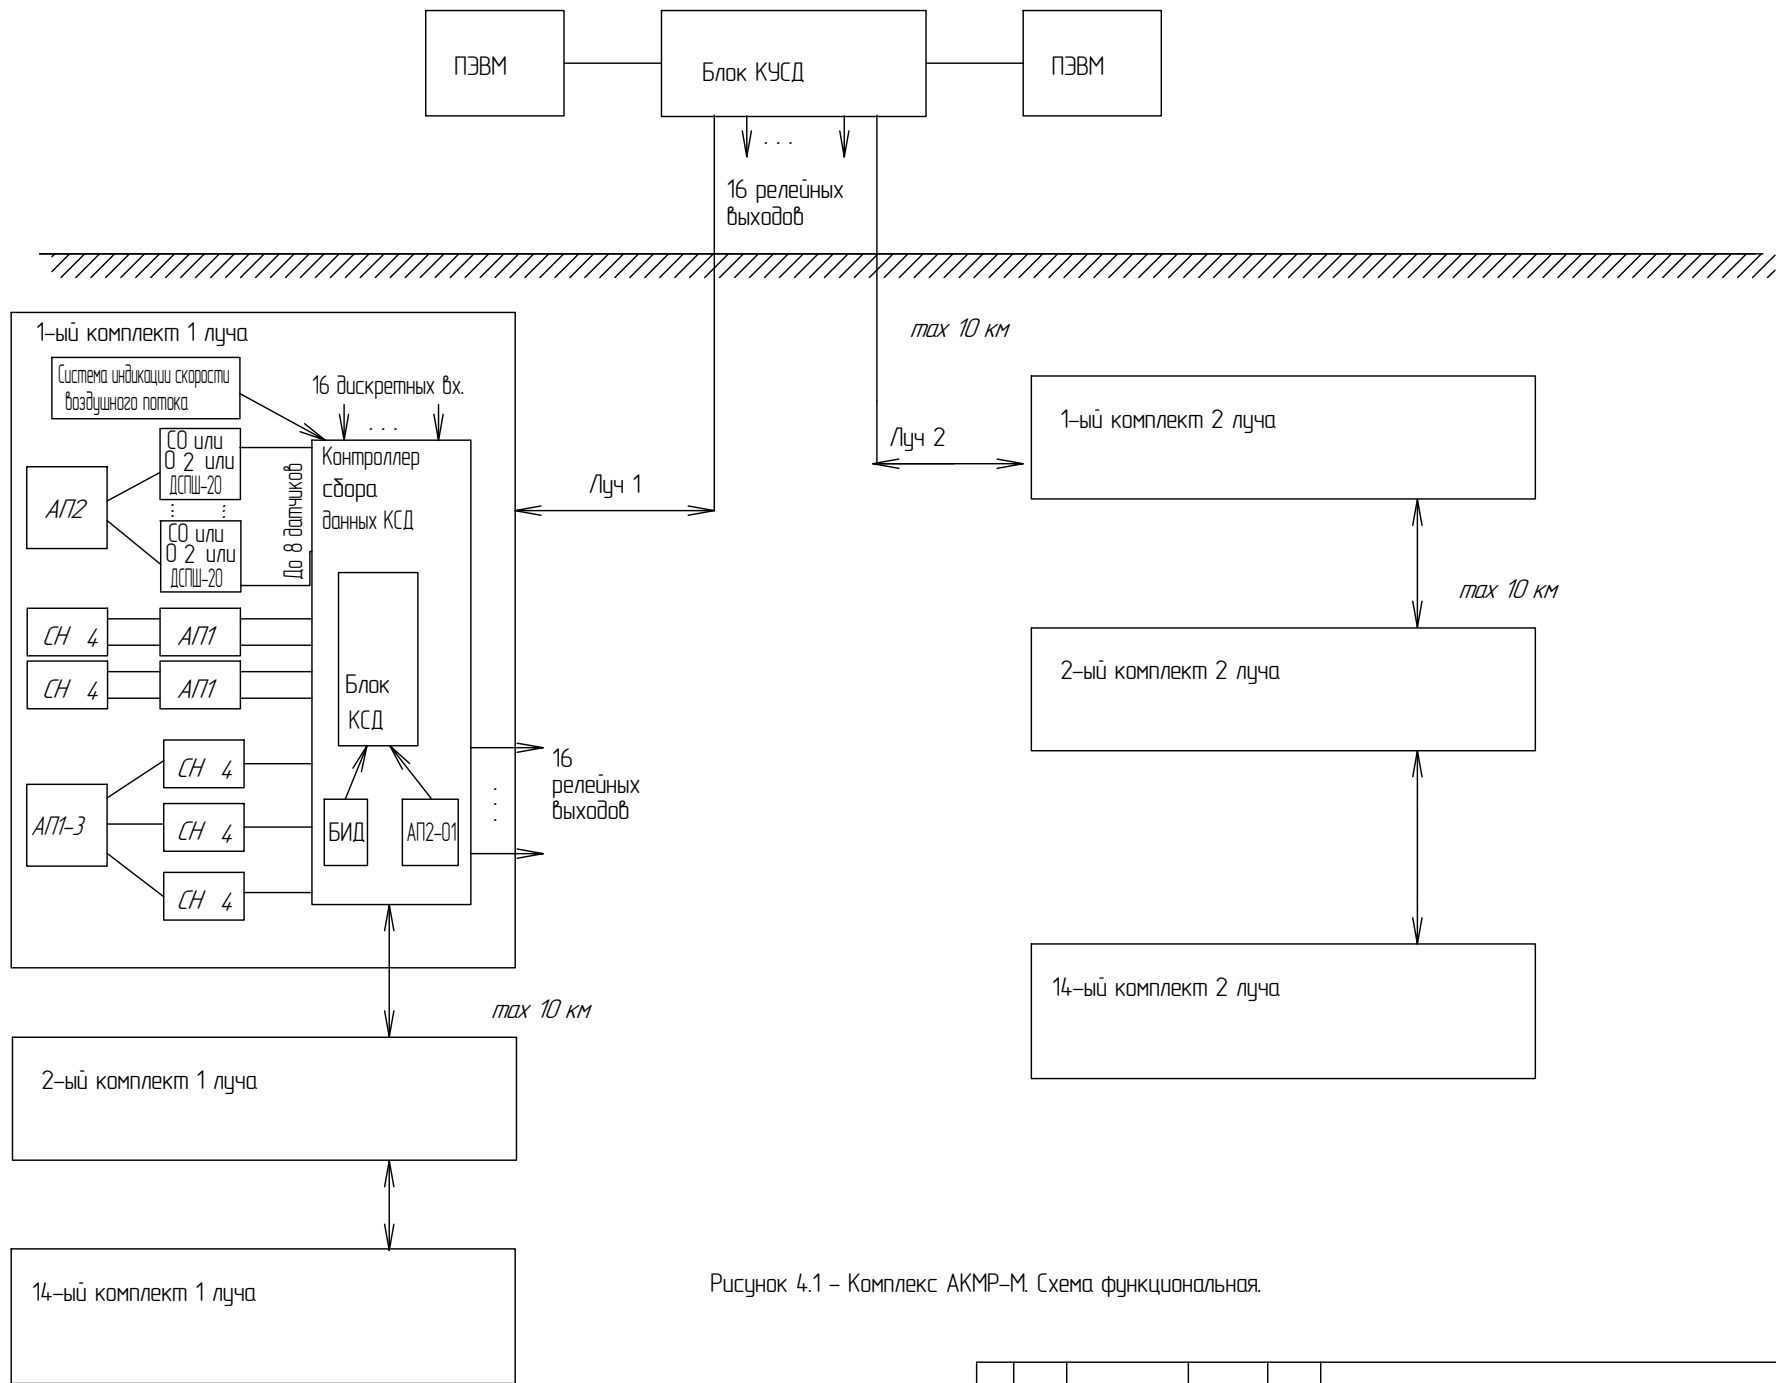 ПЭВМ
Блок КУСД
ПЭВМ
. . .
16 релейных
выходов
1-ый комплект 1 луча
Система индикации скорости
воздушного потока
16 дискретных вх.
. . .
СО или
О 2 или
ДСПШ-20
АП2
СО или
О 2 или
ДСПШ-20
До 8 датчиков
Контроллер
сбора
данных КСД
СН 4
АП1
СН 4
АП1
Блок
КСД
СН 4
АП1-3
СН 4
СН 4
БИД
АП2-01
16
релейных
выходов
Луч 1
max 10 км
Луч 2
1-ый комплект 2 луча
max 10 км
2-ый комплект 2 луча
14-ый комплект 2 луча
max 10 км
2-ый комплект 1 луча
14-ый комплект 1 луча
Рисунок 4.1 – Комплекс АКМР-М. Схема функциональная.